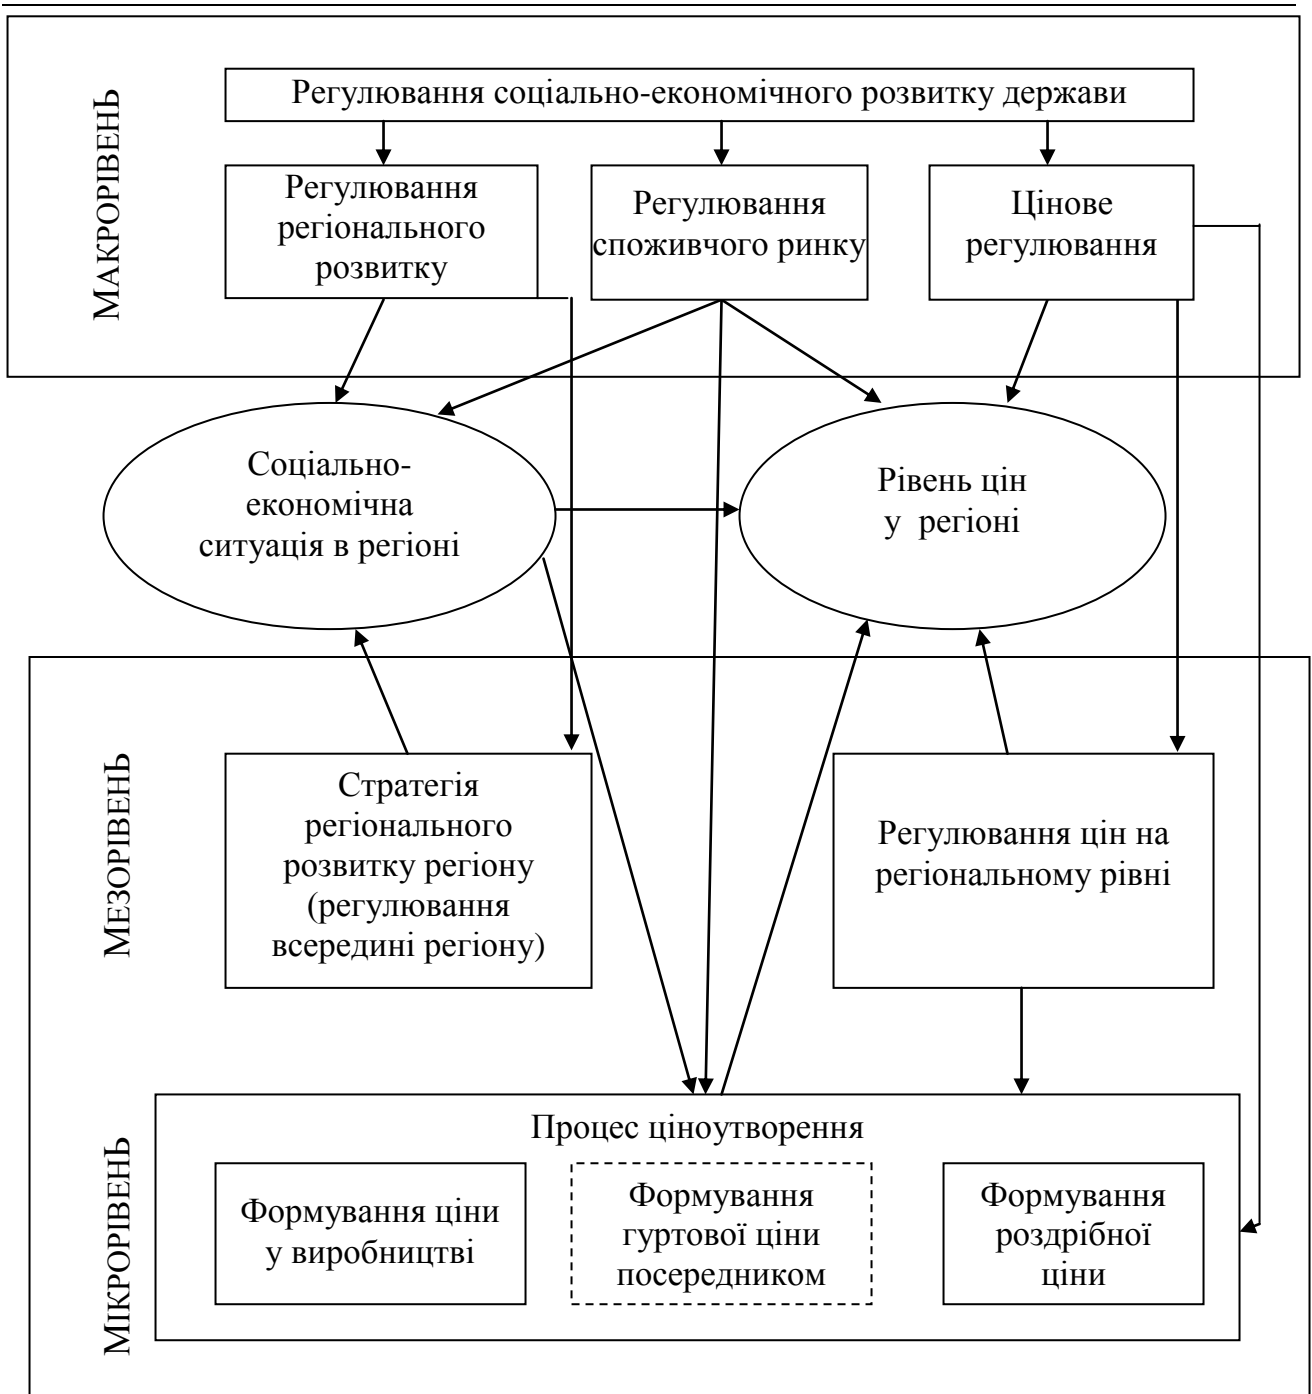 МАКРОРІВЕНЬ
Регулювання соціально-економічного розвитку держави
Регулювання
регіонального
розвитку
Регулювання
споживчого ринку
Цінове
регулювання
Соціально-
економічна
ситуація в регіоні
Рівень цін
у регіоні
МЕЗОРІВЕНЬ
Стратегія
регіонального
розвитку регіону
(регулювання
всередині регіону)
Регулювання цін на
регіональному рівні
МІКРОРІВЕНЬ
Процес ціноутворення
Формування ціни
у виробництві
Формування
гуртової ціни
посередником
Формування
роздрібної
ціни